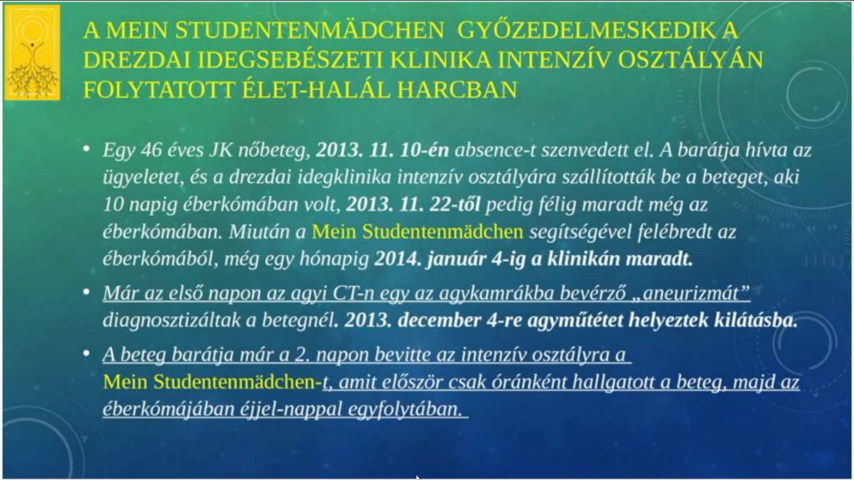 A MEIN STUDENTENMÄDCHEN GYŐZEDELMESKEDIK A
DREZDAI IDEGSEBÉSZETI KLINIKA INTENZÍV OSZTÁLYÁN
FOLYTATOTT ÉLET-HALÁL HARCBAN
• Egy 46 éves JK nőbeteg, 2013. 11. 10-én absence-t szenvedett el. A barátja hívta az
ügyeletet, és a drezdai idegklinika intenzív osztályára szállították be a beteget, aki
10 napig éberkómában volt, 2013. 11. 22-től pedig félig maradt még az
éberkómában. Miután a Mein Studentenmädchen segítségével felébredt az
éberkómából, még egy hónapig 2014. január 4-ig a klinikán maradt.
• Már az első napon az agyi CT-n egy az agykamrákba bevérző „aneurizmát”
diagnosztizáltak a betegnél. 2013. december 4-re agyműtétet helyeztek kilátásba.
• A beteg barátja már a 2. napon bevitte az intenzív osztályra a
Mein Studentenmädchen-t, amit először csak óránként hallgatott a beteg, majd az
éberkómájában éjjel-nappal egyfolytában.